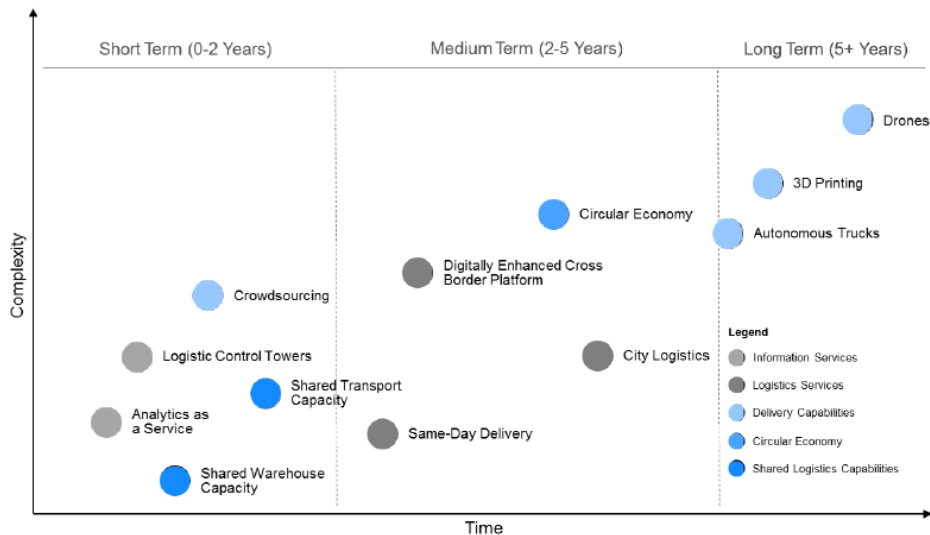 Short Term (0-2 Years)
Medium Term (2-5 Years)
Long Term (5+ Years)
Drones
3D Printing
Circular Economy
Autonomous Trucks
Digitally Enhanced Cross
Border Platform
Complexity
Crowdsourcing
Logistic Control Towers
City Logistics
Shared Transport
Capacity
Analytics as
a Service
Same-Day Delivery
Shared Warehouse
Capacity
Legend
Information Services
Logistics Services
Delivery Capabilities
Circular Economy
Shared Logistics Capabilities
Time